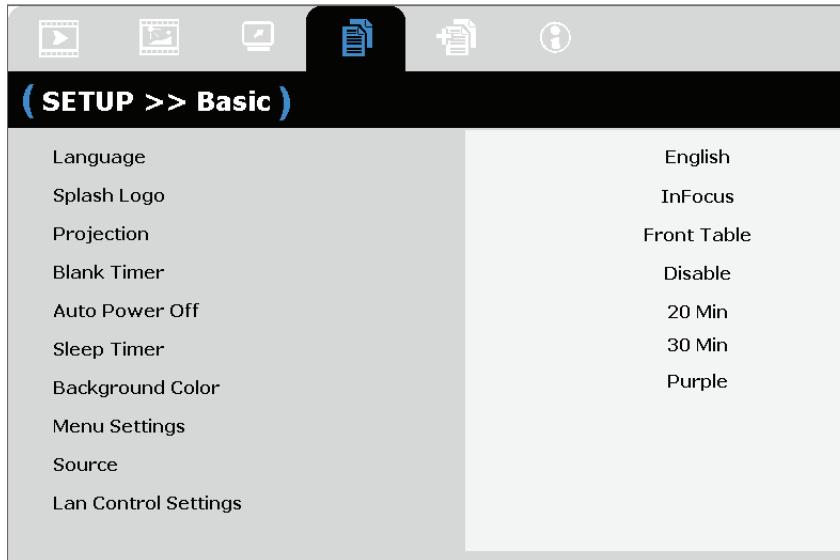 ( SETUP >> Basic )
Language English
Splash Logo InFocus
Projection Front Table
Blank Timer Disable
Auto Power Off 20 Min
Sleep Timer 30 Min
Background Color Purple
Menu Settings
Source
Lan Control Settings